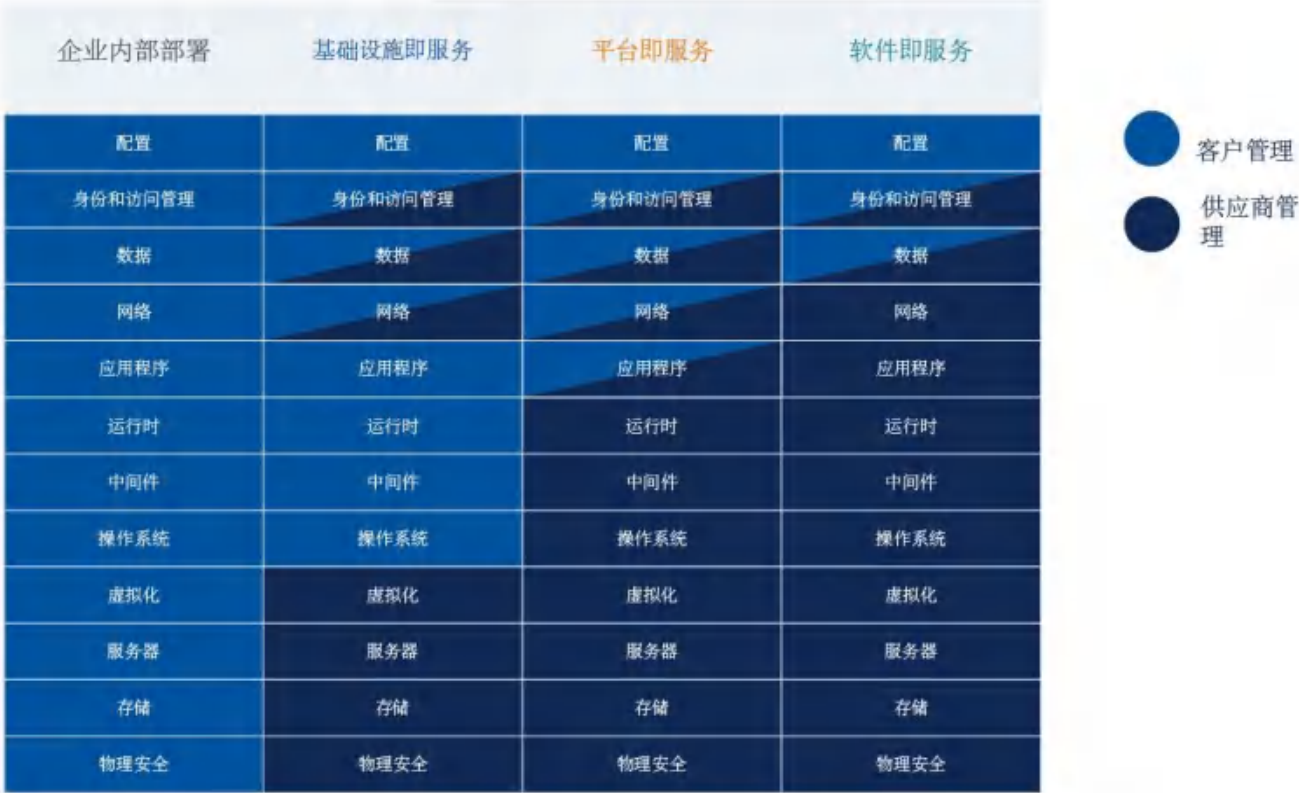 企业内部部署 基础设施即服务 平台即服务 软件即服务
配置 配置 配置 配置
客户管理
身份和访问管理 身份和访问管理 身份和访问管理 身份和访问管理
供应商管
理
数据 数据 数据 数据
网络 网络 网络 网络
应用程序 应用程序 应用程序 应用程序
运行时 运行时 运行时 运行时
中间件 中间件 中间件 中间件
操作系统 操作系统 操作系统 操作系统
虚拟化 虚拟化 虚拟化 虚拟化
服务器 服务器 服务器 服务器
存储 存储 存储 存储
物理安全 物理安全 物理安全 物理安全